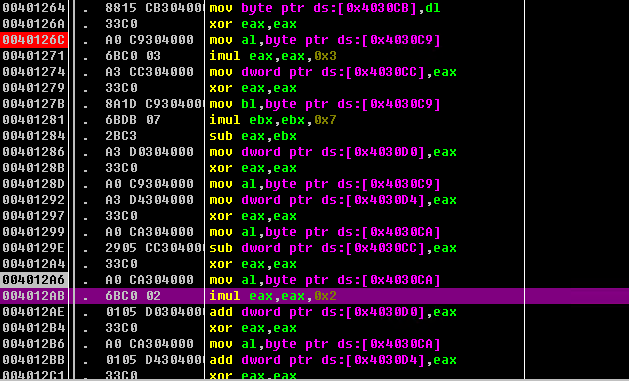 00401264 . 8815 CB304000 mov byte ptr ds:[0x4030CB],dl
0040126A . 33C0 xor eax,eax
0040126C . A0 C9304000 mov al,byte ptr ds:[0x4030C9]
00401271 . 6BC0 03 imul eax,eax,0x3
00401274 . A3 CC304000 mov dword ptr ds:[0x4030CC],eax
00401279 . 33C0 xor eax,eax
0040127B . 8A1D C9304000 mov bl,byte ptr ds:[0x4030C9]
00401281 . 6BDB 07 imul ebx,ebx,0x7
00401284 . 2BC3 sub eax,ebx
00401286 . A3 D0304000 mov dword ptr ds:[0x4030D0],eax
0040128B . 33C0 xor eax,eax
0040128D . A0 C9304000 mov al,byte ptr ds:[0x4030C9]
00401292 . A3 D4304000 mov dword ptr ds:[0x4030D4],eax
00401297 . 33C0 xor eax,eax
00401299 . A0 CA304000 mov al,byte ptr ds:[0x4030CA]
0040129E . 2905 CC304000 sub dword ptr ds:[0x4030CC],eax
004012A4 . 33C0 xor eax,eax
004012A6 . A0 CA304000 mov al,byte ptr ds:[0x4030CA]
004012AB . 6BC0 02 imul eax,eax,0x2
004012AE . 0105 D0304000 add dword ptr ds:[0x4030D0],eax
004012B4 . 33C0 xor eax,eax
004012B6 . A0 CA304000 mov al,byte ptr ds:[0x4030CA]
004012BB . 0105 D4304000 add dword ptr ds:[0x4030D4],eax
004012C1 . 33C0 xor eax,eax